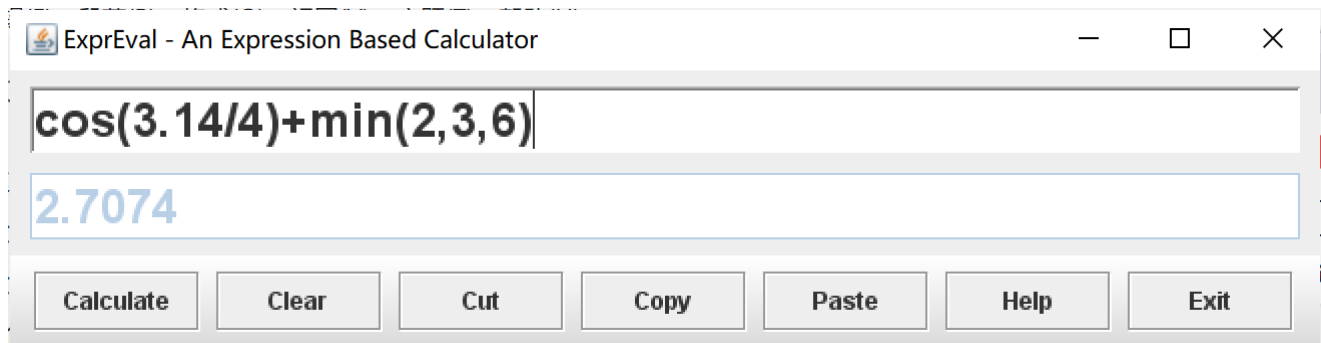 ExprEval - An Expression Based Calculator
cos(3.14/4)+min(2,3,6)
2.7074
Calculate Clear Cut Copy Paste Help Exit